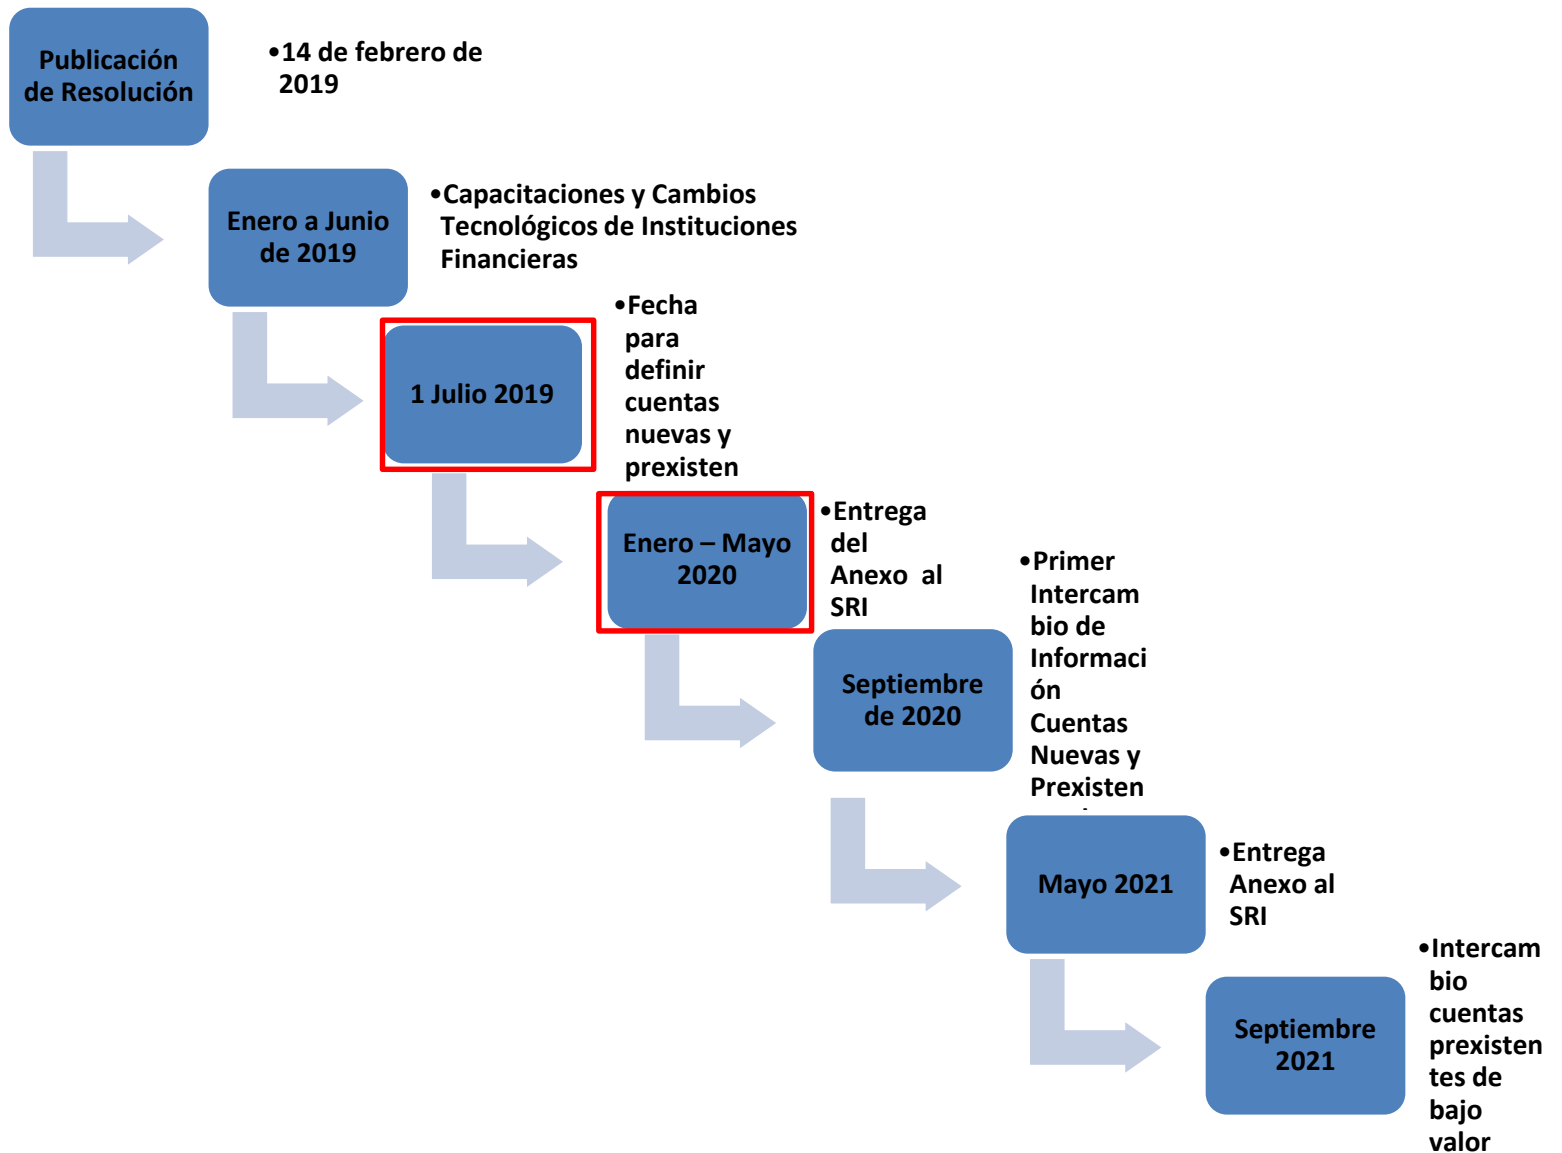 Publicación
de Resolución
•14 de febrero de
2019
Enero a Junio
de 2019
•Capacitaciones y Cambios
Tecnológicos de Instituciones
Financieras
1 Julio 2019
•Fecha
para
definir
cuentas
nuevas y
prexisten
Enero – Mayo
2020
•Entrega
del
Anexo al
SRI
Septiembre
de 2020
•Primer
Intercam
bio de
Informaci
ón
Cuentas
Nuevas y
Prexisten
Mayo 2021
•Entrega
Anexo al
SRI
Septiembre
2021
•Intercam
bio
cuentas
prexisten
tes de
bajo
valor